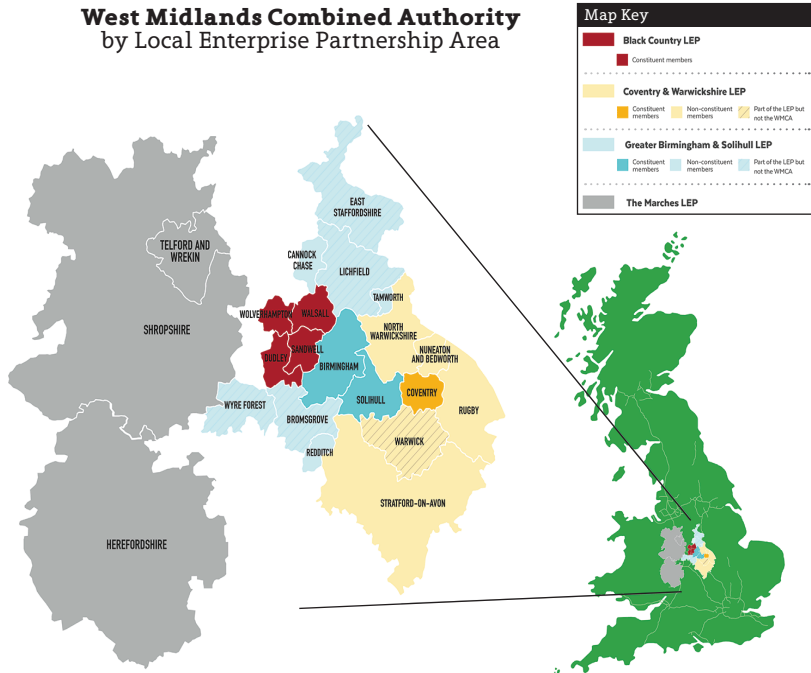 West Midlands Combined Authority
by Local Enterprise Partnership Area
Map Key
Black Country LEP
Constituent members
Coventry & Warwickshire LEP
Constituent
members
Non-constituent
members
Part of the LEP but
not the WMCA
Greater Birmingham & Solihull LEP
Constituent
members
Non-constituent
members
Part of the LEP but
not the WMCA
The Marches LEP
EAST
STAFFORDSHIRE
TELFORD AND
WREKIN
CANNOCK
CHASE
LICHFIELD
TAMWORTH
WOLVERHAMPTON
WALSALL
SHROPSHIRE
NORTH
WARWICKSHIRE
SANDWELL
DUDLEY
NUNEATON
AND BEDWORTH
BIRMINGHAM
COVENTRY
SOLIHULL
WYRE FOREST
RUGBY
BROMSGROVE
WARWICK
REDDITCH
STRATFORD-ON-AVON
HEREFORDSHIRE